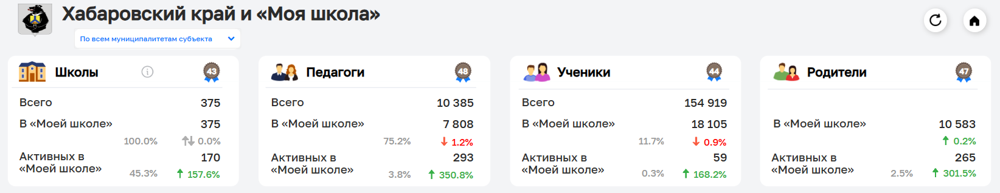 Хабаровский край и «Моя школа»
По всем муниципалитетам субъекта
Школы
43
Всего
375
В «Моей школе»
375
100.0%
0.0%
Активных в
«Моей школе»
170
45.3%
157.6%
Педагоги
48
Всего
10 385
В «Моей школе»
7 808
75.2%
1.2%
Активных в
«Моей школе»
293
3.8%
350.8%
Ученики
44
Всего
154 919
В «Моей школе»
18 105
11.7%
0.9%
Активных в
«Моей школе»
59
0.3%
168.2%
Родители
47
В «Моей школе»
10 583
0.2%
Активных в
«Моей школе»
265
2.5%
301.5%